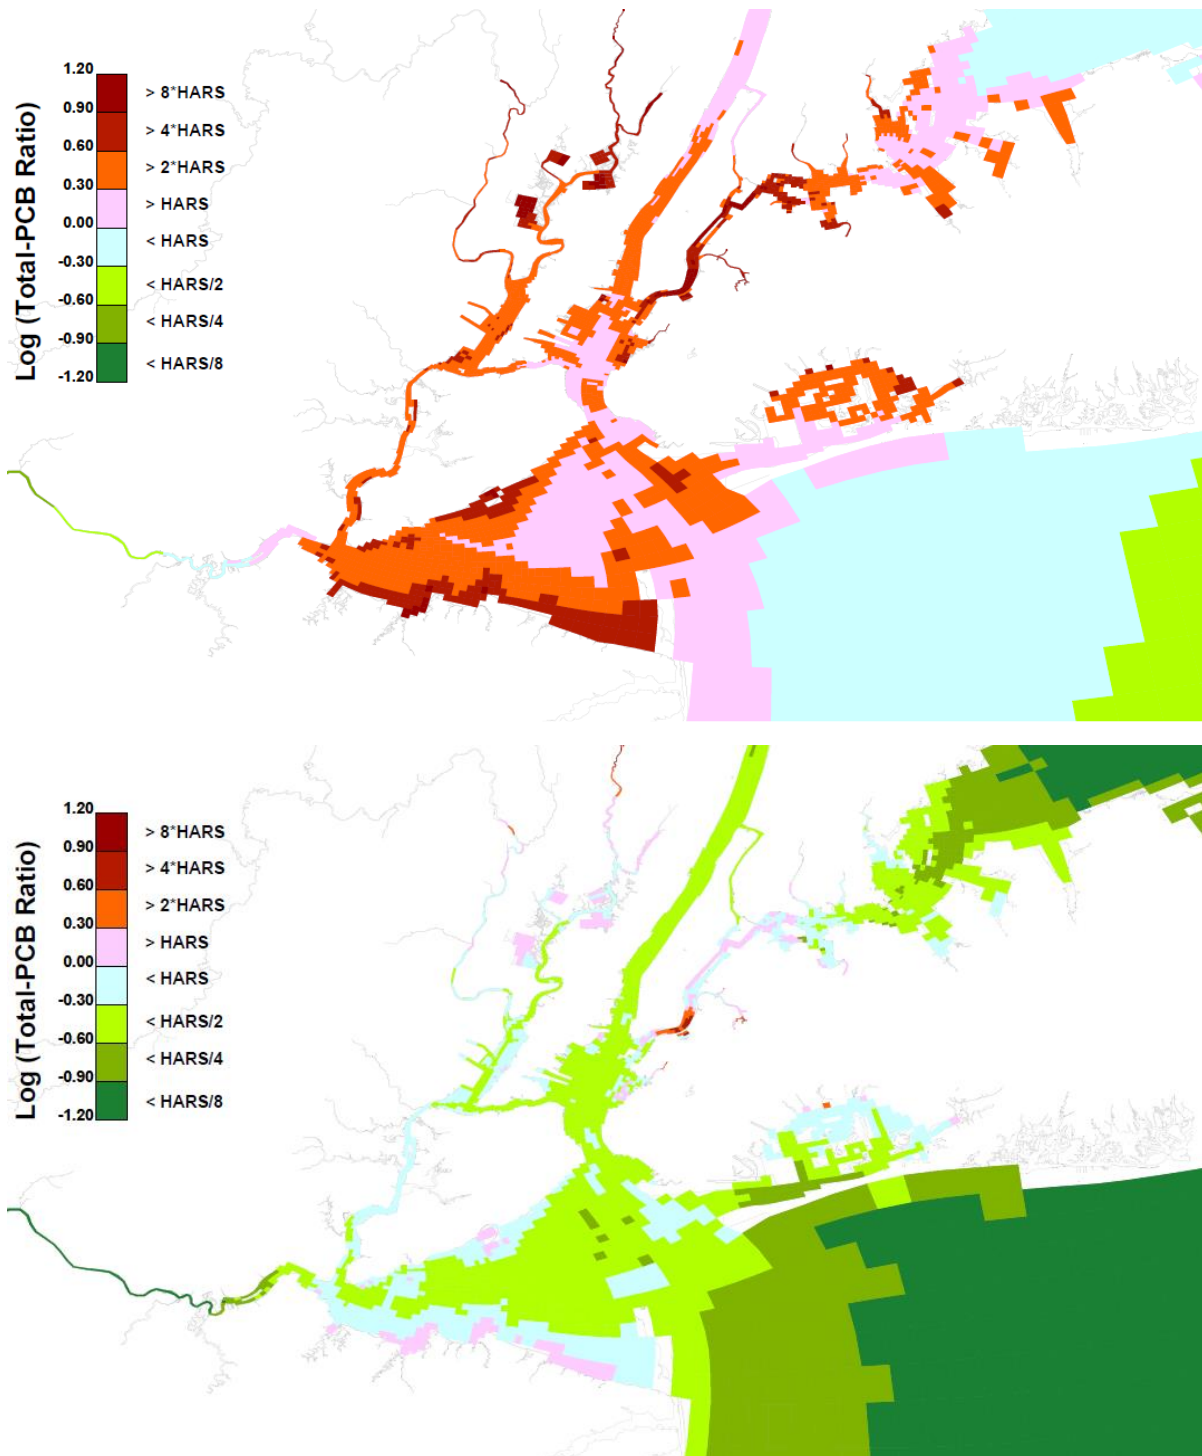 Log (Total-PCB Ratio)
1.20
> 8*HARS
0.90
> 4*HARS
0.60
> 2*HARS
0.30
> HARS
0.00
< HARS
-0.30
< HARS/2
-0.60
< HARS/4
-0.90
< HARS/8
-1.20
Log (Total-PCB Ratio)
1.20
> 8*HARS
0.90
> 4*HARS
0.60
> 2*HARS
0.30
> HARS
0.00
< HARS
-0.30
< HARS/2
-0.60
< HARS/4
-0.90
< HARS/8
-1.20